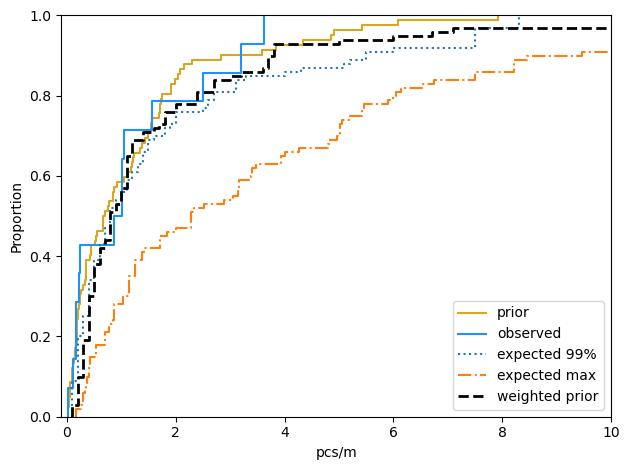 1.0
0.8
0.6
0.4
0.2
0.0
Proportion
0
2
4
6
8
10
pcs/m
prior
observed
expected 99%
expected max
weighted prior